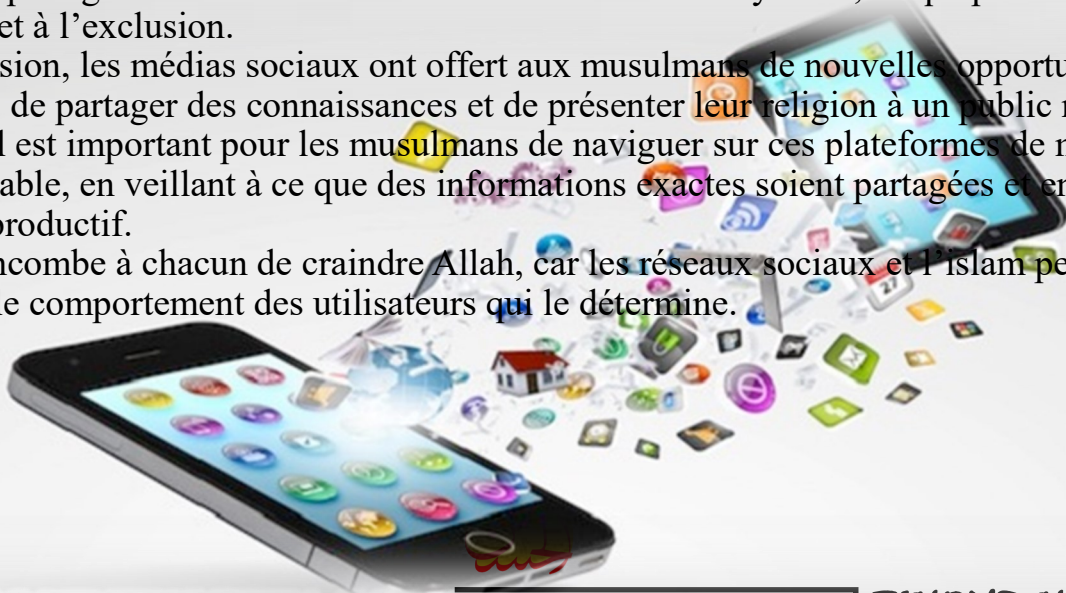 et à l’exclusion.
sion, les médias sociaux ont offert aux musulmans de nouvelles opportu
de partager des connaissances et de présenter leur religion à un public
l est important pour les musulmans de naviguer sur ces plateformes de
able, en veillant à ce que des informations exactes soient partagées et en
productif.
ncombe à chacun de craindre Allah, car les réseaux sociaux et l’islam pe
le comportement des utilisateurs qui le détermine.
27